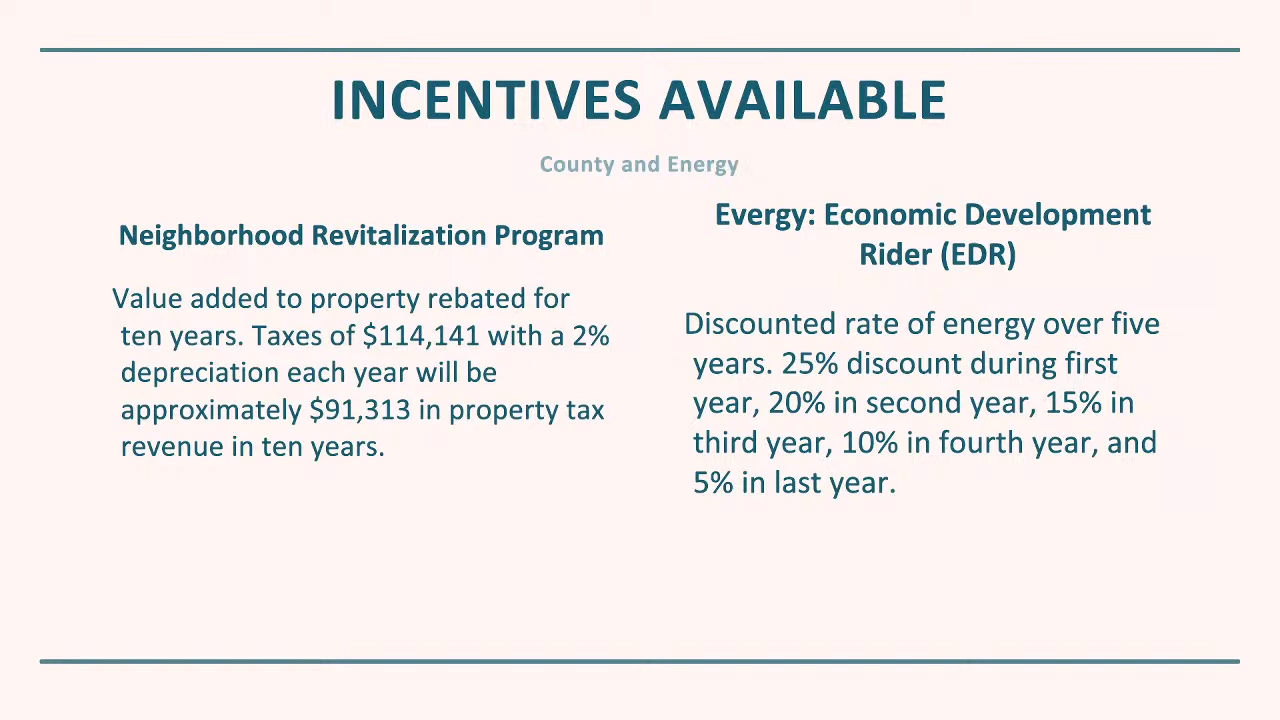 INCENTIVES AVAILABLE
County and Energy
Neighborhood Revitalization Program
Value added to property rebated for
ten years. Taxes of $114,141 with a 2%
depreciation each year will be
approximately $91,313 in property tax
revenue in ten years.
Evergy: Economic Development
Rider (EDR)
Discounted rate of energy over five
years. 25% discount during first
year, 20% in second year, 15% in
third year, 10% in fourth year, and
5% in last year.